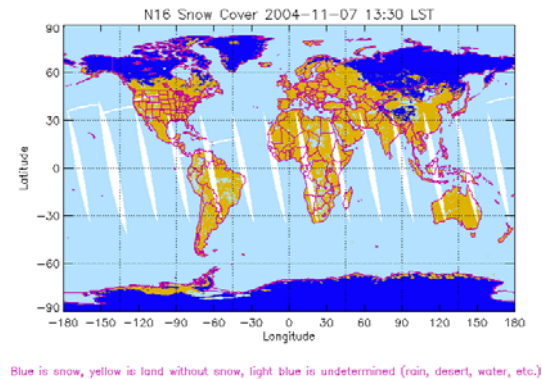 N16 Snow Cover 2004-11-07 13:30 LST
90
60
30
0
-30
-60
-90
Latitude
-180 -150 -120 -90 -60 -30 0 30 60 90 120 150 180
Longitude
Blue is snow, yellow is land without snow, light blue is undetermined (rain, desert, water, etc.)